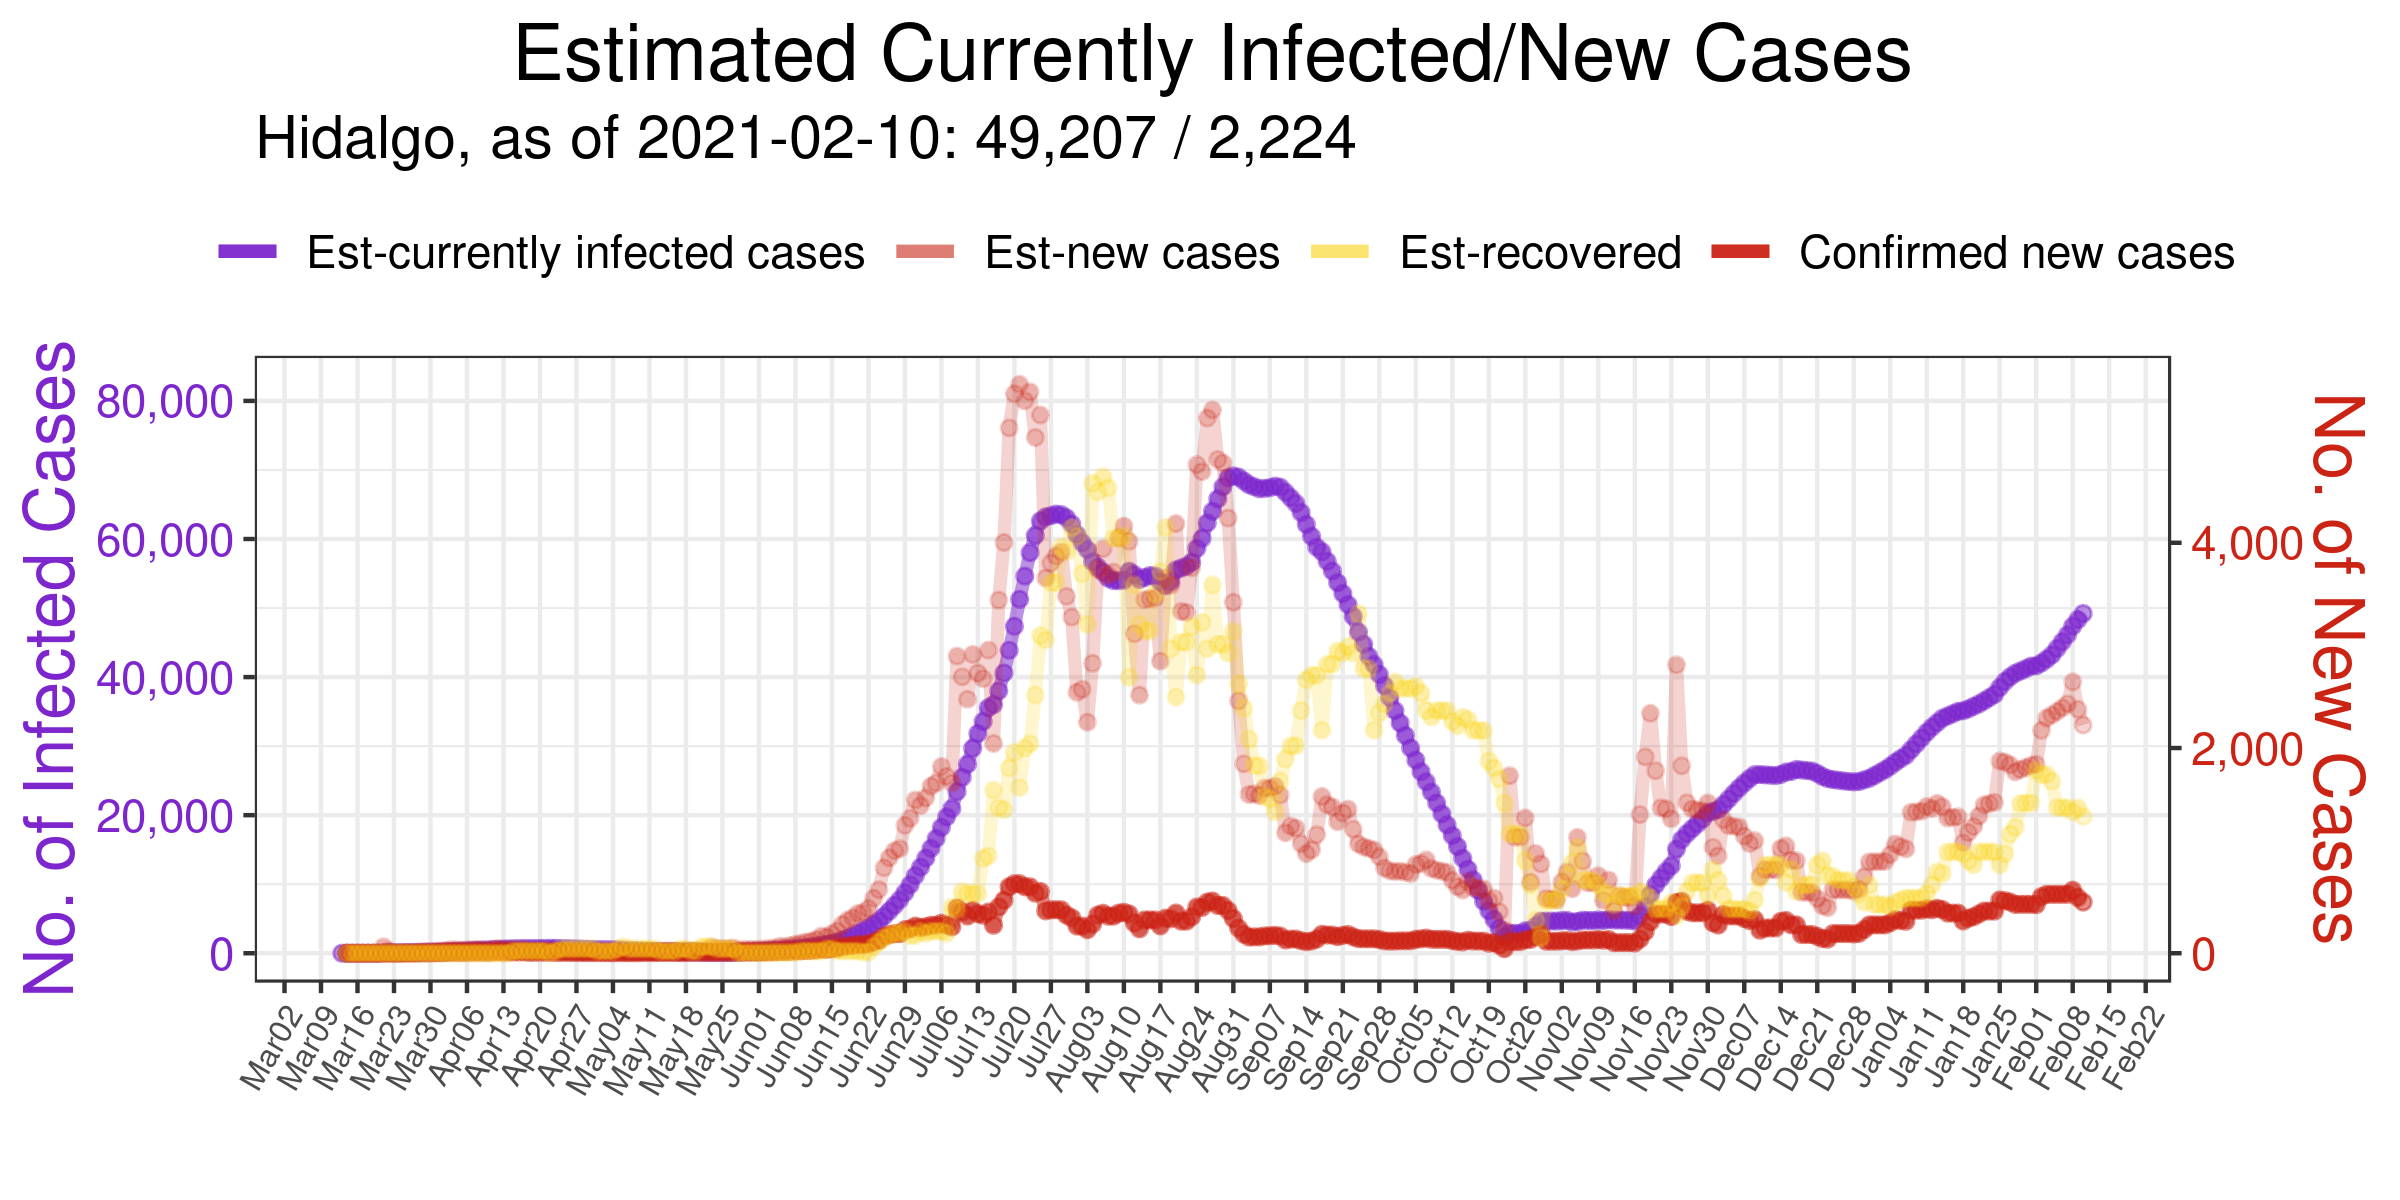 Estimated Currently Infected/New Cases
Hidalgo, as of 2021-02-10: 49,207 / 2,224
Est-currently infected cases Est-new cases Est-recovered Confirmed new cases
No. of Infected Cases
80,000
60,000
40,000
20,000
0
No. of New Cases
4,000
2,000
0
Mar02 Mar09 Mar16 Mar23 Mar30 Apr06 Apr13 Apr20 Apr27 May04 May11 May18 May25 Jun01 Jun08 Jun15 Jun22 Jun29 Jul06 Jul13 Jul20 Jul27 Aug03 Aug10 Aug17 Aug24 Aug31 Sep07 Sep14 Sep21 Sep28 Oct05 Oct12 Oct19 Oct26 Nov02 Nov09 Nov16 Nov23 Nov30 Dec07 Dec14 Dec21 Dec28 Dec04 Jan11 Jan11 Jan18 Jan25 Feb01 Feb08 Feb15 Feb22